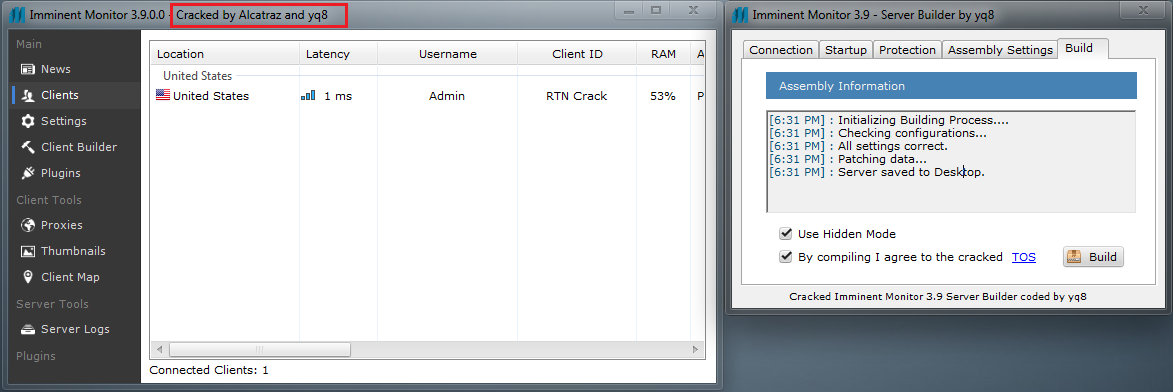 Imminent Monitor 3.9.0.0 - Cracked by Alcatraz and yq8
Main
News
Clients
Settings
Client Builder
Plugins
Client Tools
Proxies
Thumbnails
Client Map
Server Tools
Server Logs
Plugins
Location Latency Username Client ID RAM A
United States
United States 1 ms Admin RTN Crack 53% P
Connected Clients: 1
Imminent Monitor 3.9 - Server Builder by yq8
Connection Startup Protection Assembly Settings Build
Assembly Information
[6:31 PM] : Initializing Building Process....
[6:31 PM] : Checking configurations...
[6:31 PM] : All settings correct.
[6:31 PM] : Patching data...
[6:31 PM] : Server saved to Desktop.
Use Hidden Mode
By compiling I agree to the cracked TOS Build
Cracked Imminent Monitor 3.9 Server Builder coded by yq8